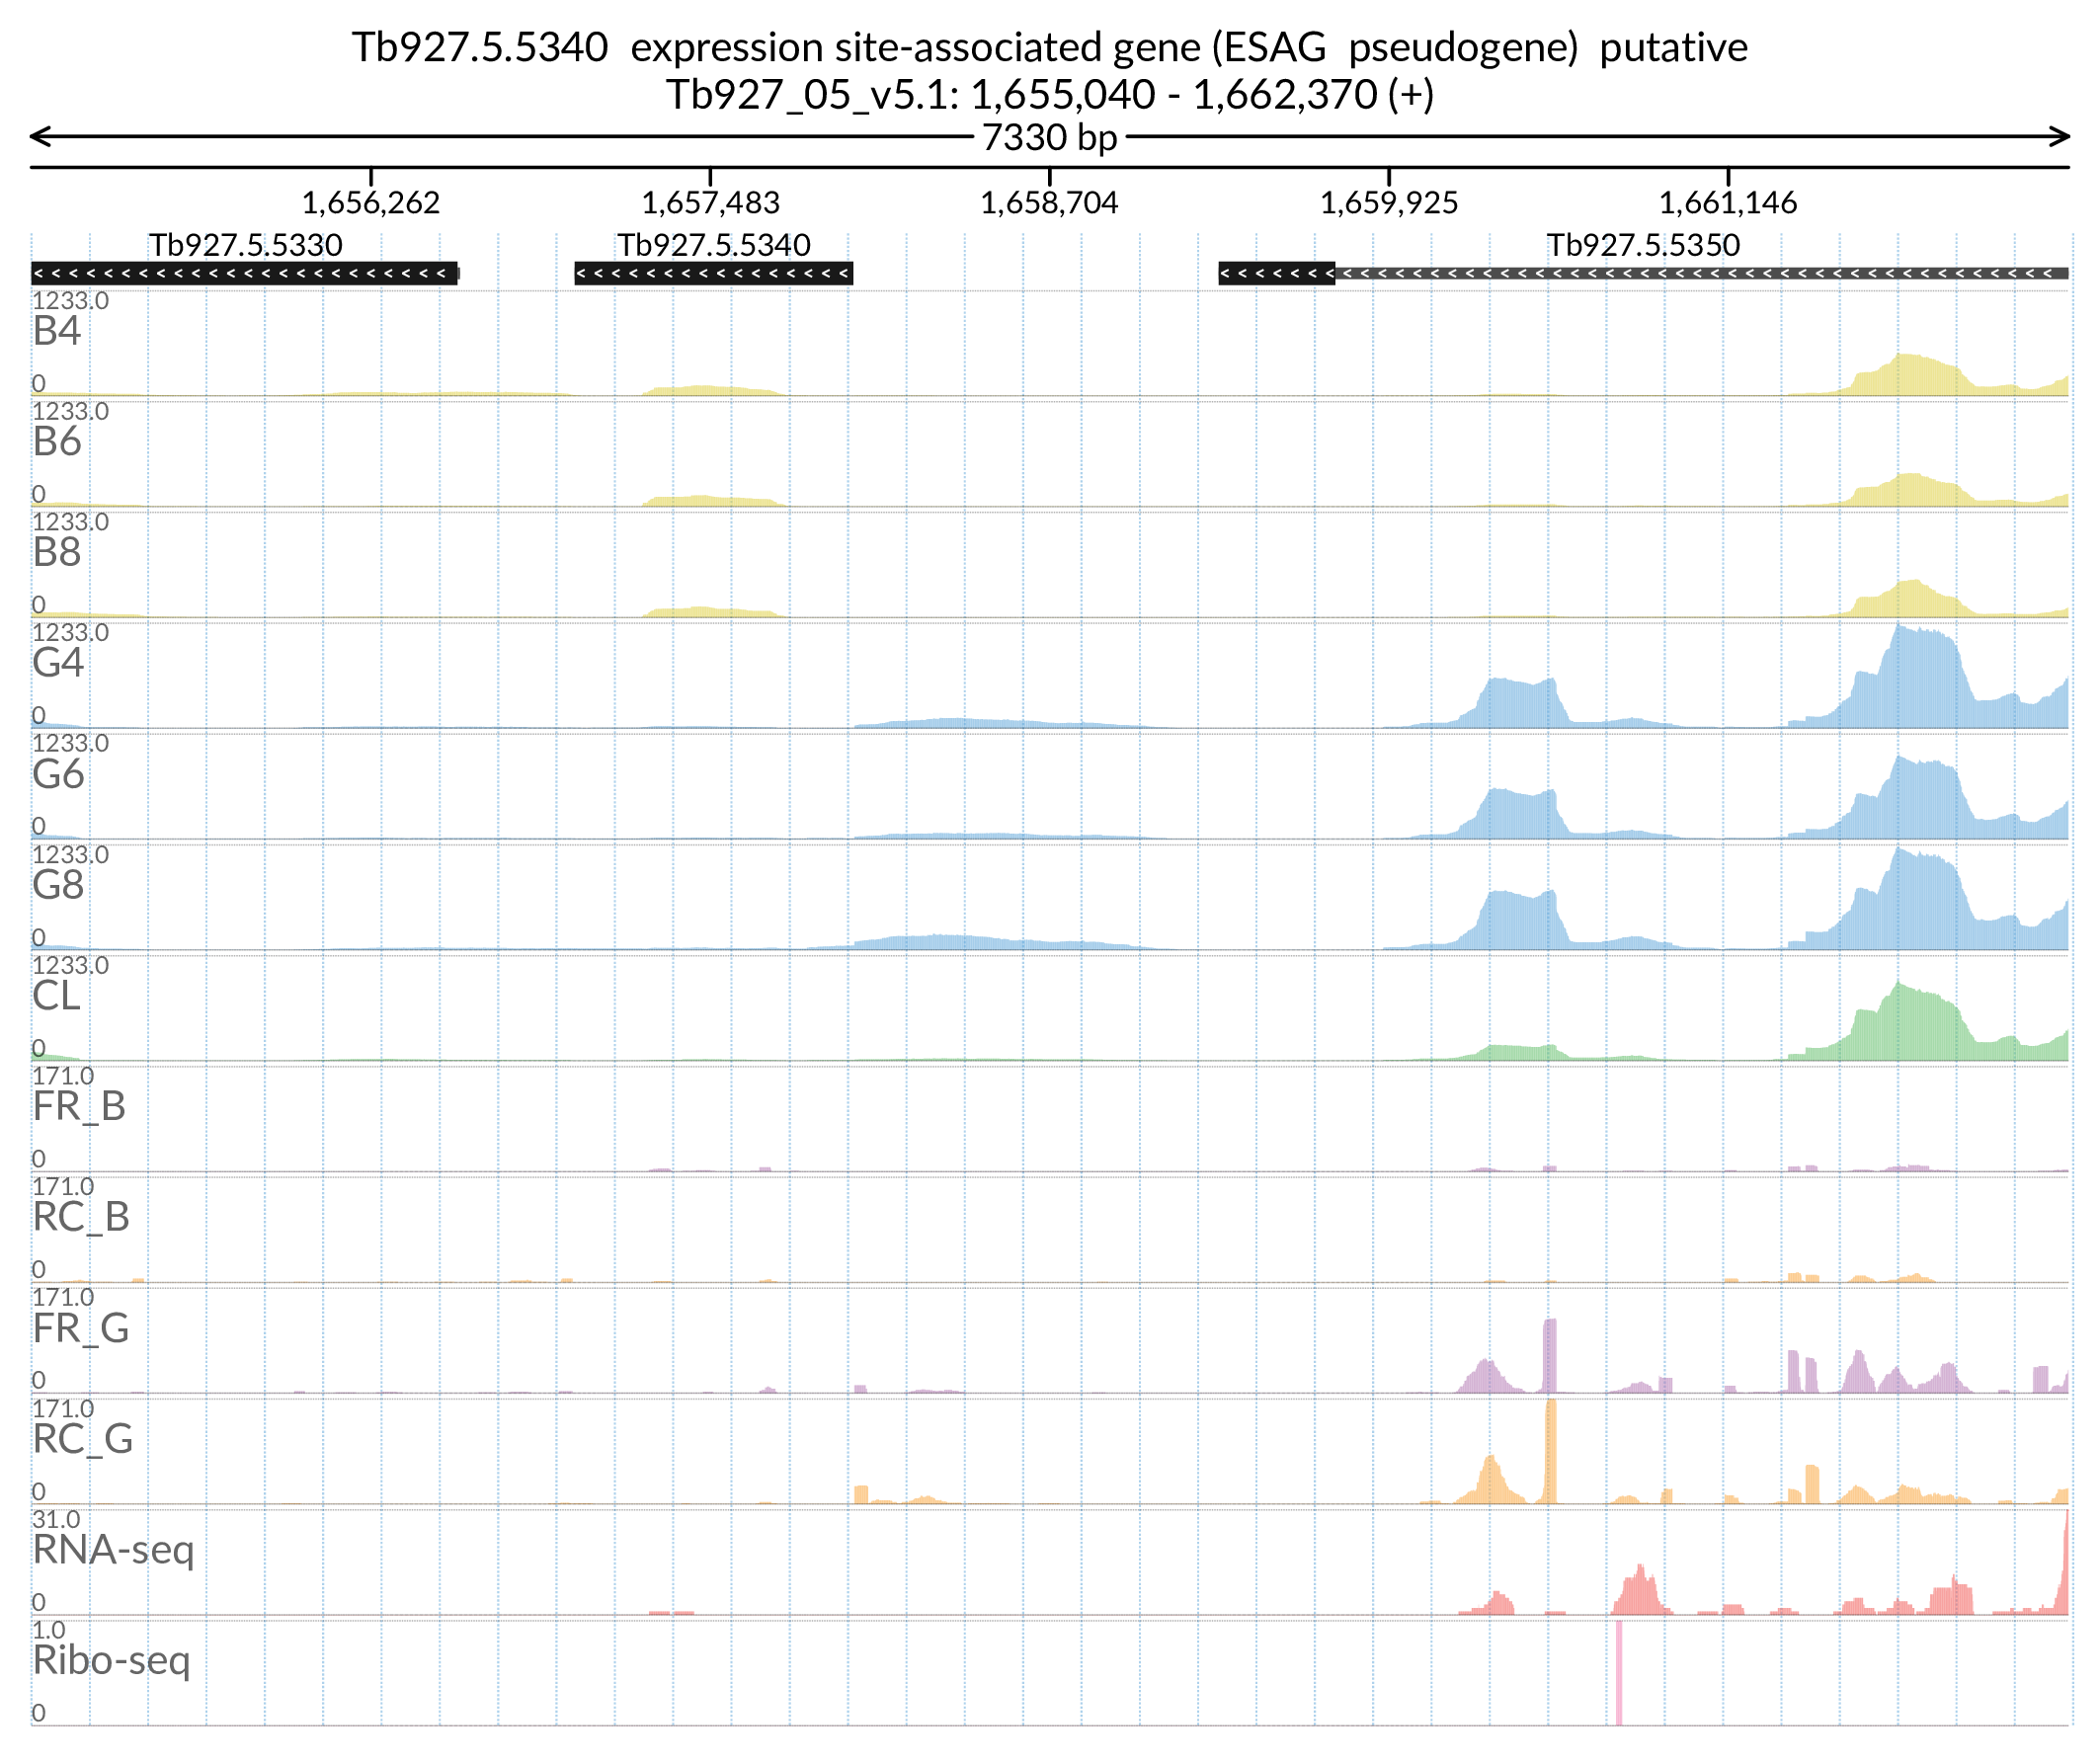 Tb927.5.5340 expression site-associated gene (ESAG pseudogene) putative
Tb927_05_v5.1: 1,655,040 - 1,662,370 (+)
7330 bp
1,656,262 1,657,483 1,658,704 1,659,925 1,661,146
Tb927.5.5330 Tb927.5.5340 Tb927.5.5350
1233.0
B4
0
1233.0
B6
0
1233.0
B8
0
1233.0
G4
0
1233.0
G6
0
1233.0
G8
0
1233.0
CL
0
171.0
FR_B
0
171.0
RC_B
0
171.0
FR_G
0
171.0
RC_G
0
31.0
RNA-seq
0
1.0
Ribo-seq
0